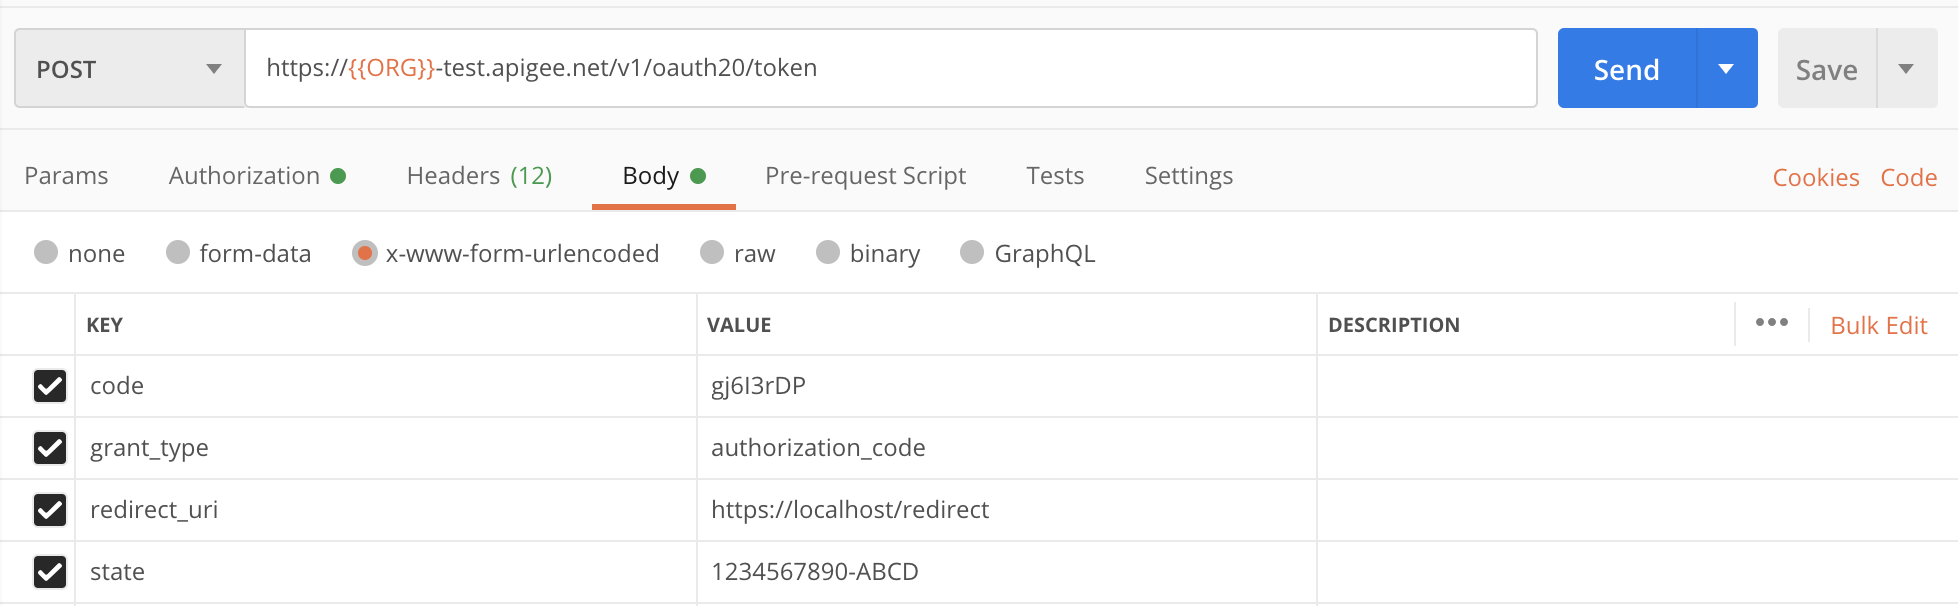 POST https://{{ORG}}-test.apigee.net/v1/oauth20/token Send Save
Params Authorization Headers (12) Body Pre-request Script Tests Settings Cookies Code
none form-data x-www-form-urlencoded raw binary GraphQL
KEY VALUE DESCRIPTION ••• Bulk Edit
code gj6I3rDP
grant_type authorization_code
redirect_uri https://localhost/redirect
state 1234567890-ABCD